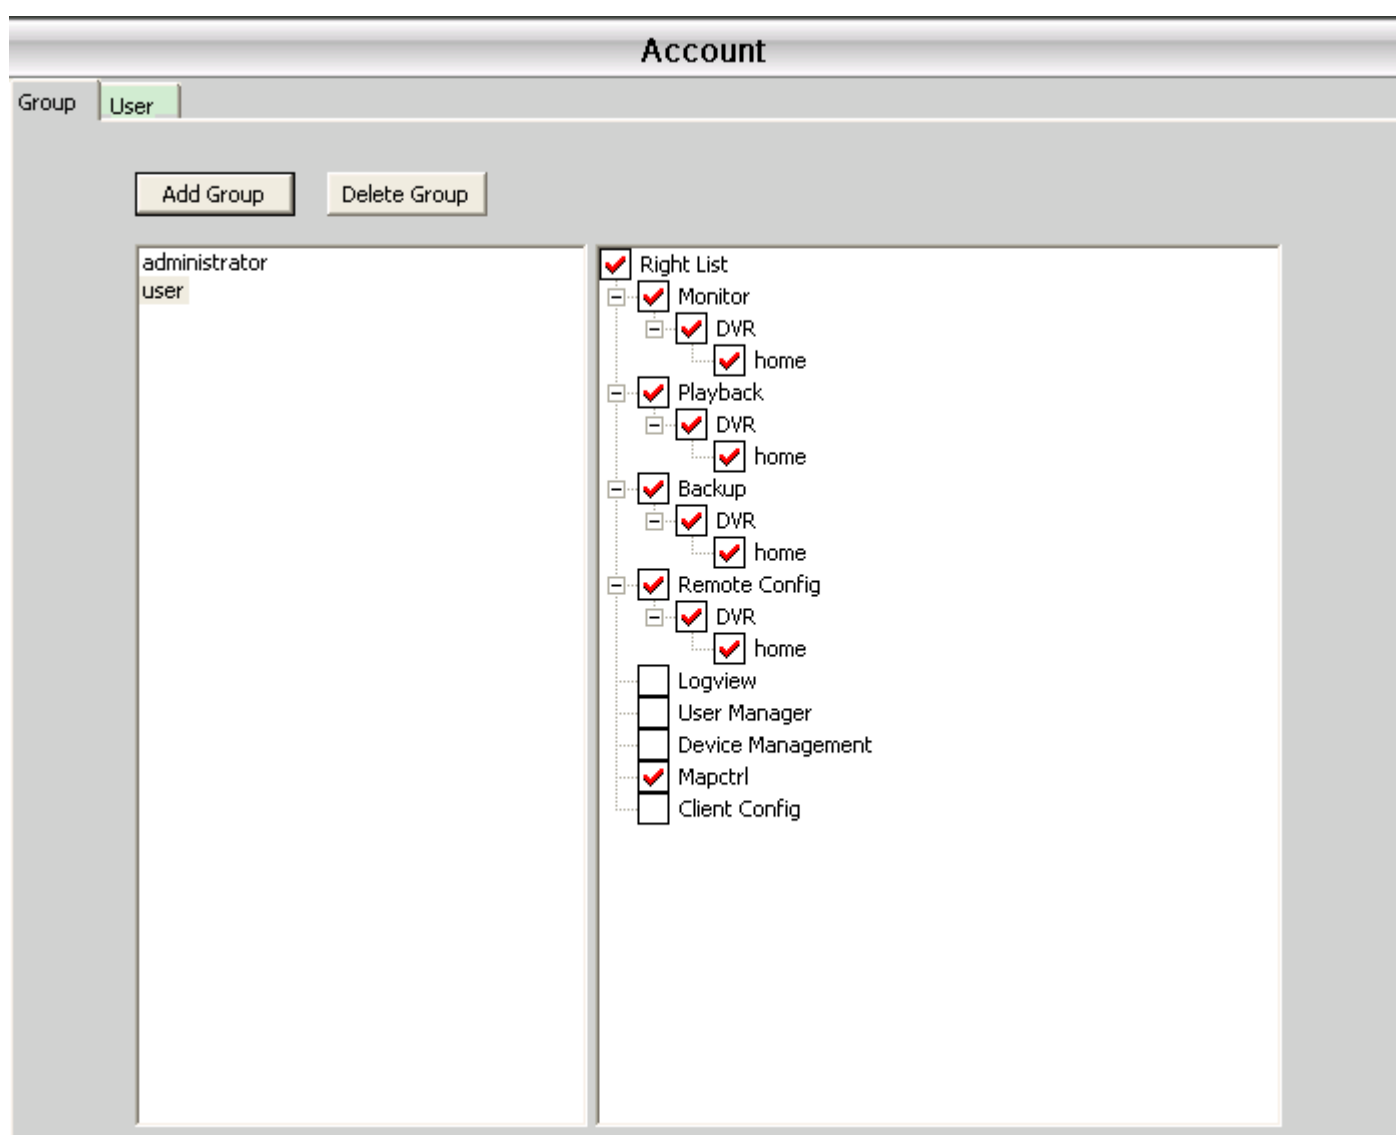 Account
Group
User
Add Group
Delete Group
administrator
user
Right List
Monitor
DVR
home
Playback
DVR
home
Backup
DVR
home
Remote Config
DVR
home
Logview
User Manager
Device Management
Mapctrl
Client Config